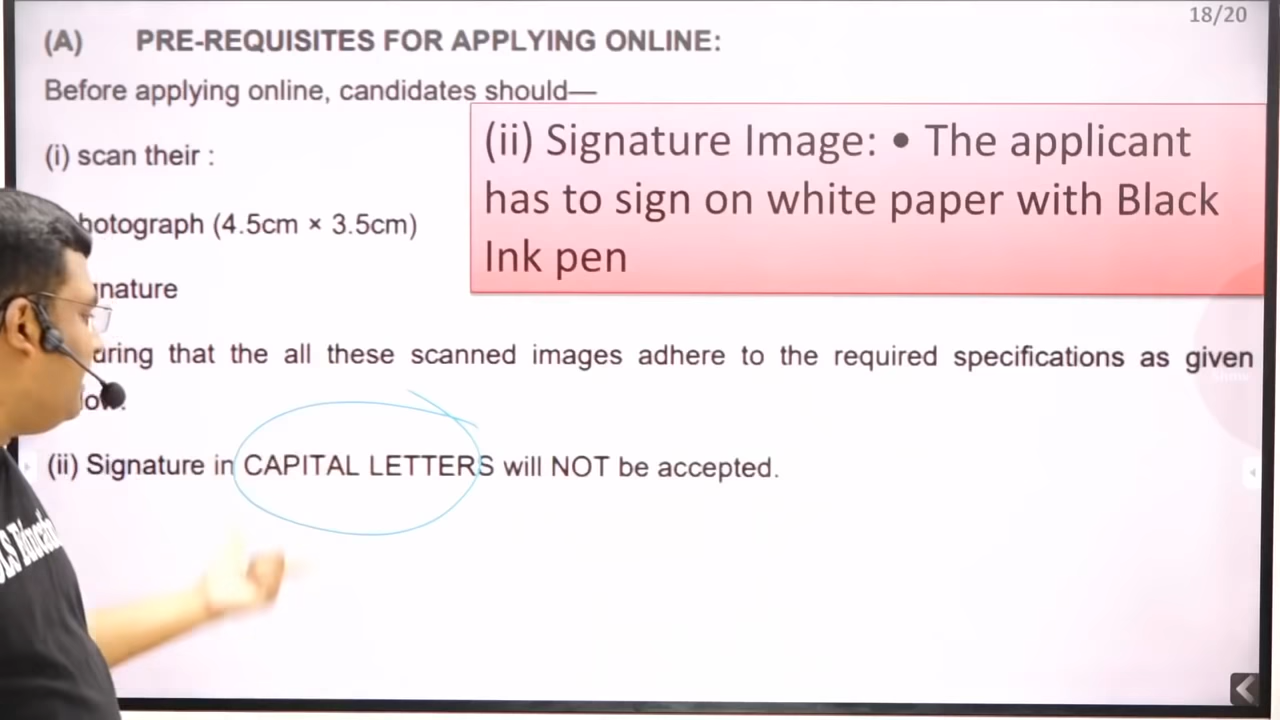 18/20
(A) PRE-REQUISITES FOR APPLYING ONLINE:
Before applying online, candidates should—
(ii) Signature Image: • The applicant
has to sign on white paper with Black
Ink pen
(i) scan their :
hotograph (4.5cm × 3.5cm)
nature
uring that the all these scanned images adhere to the required specifications as given
low.
(ii) Signature in CAPITAL LETTERS will NOT be accepted.